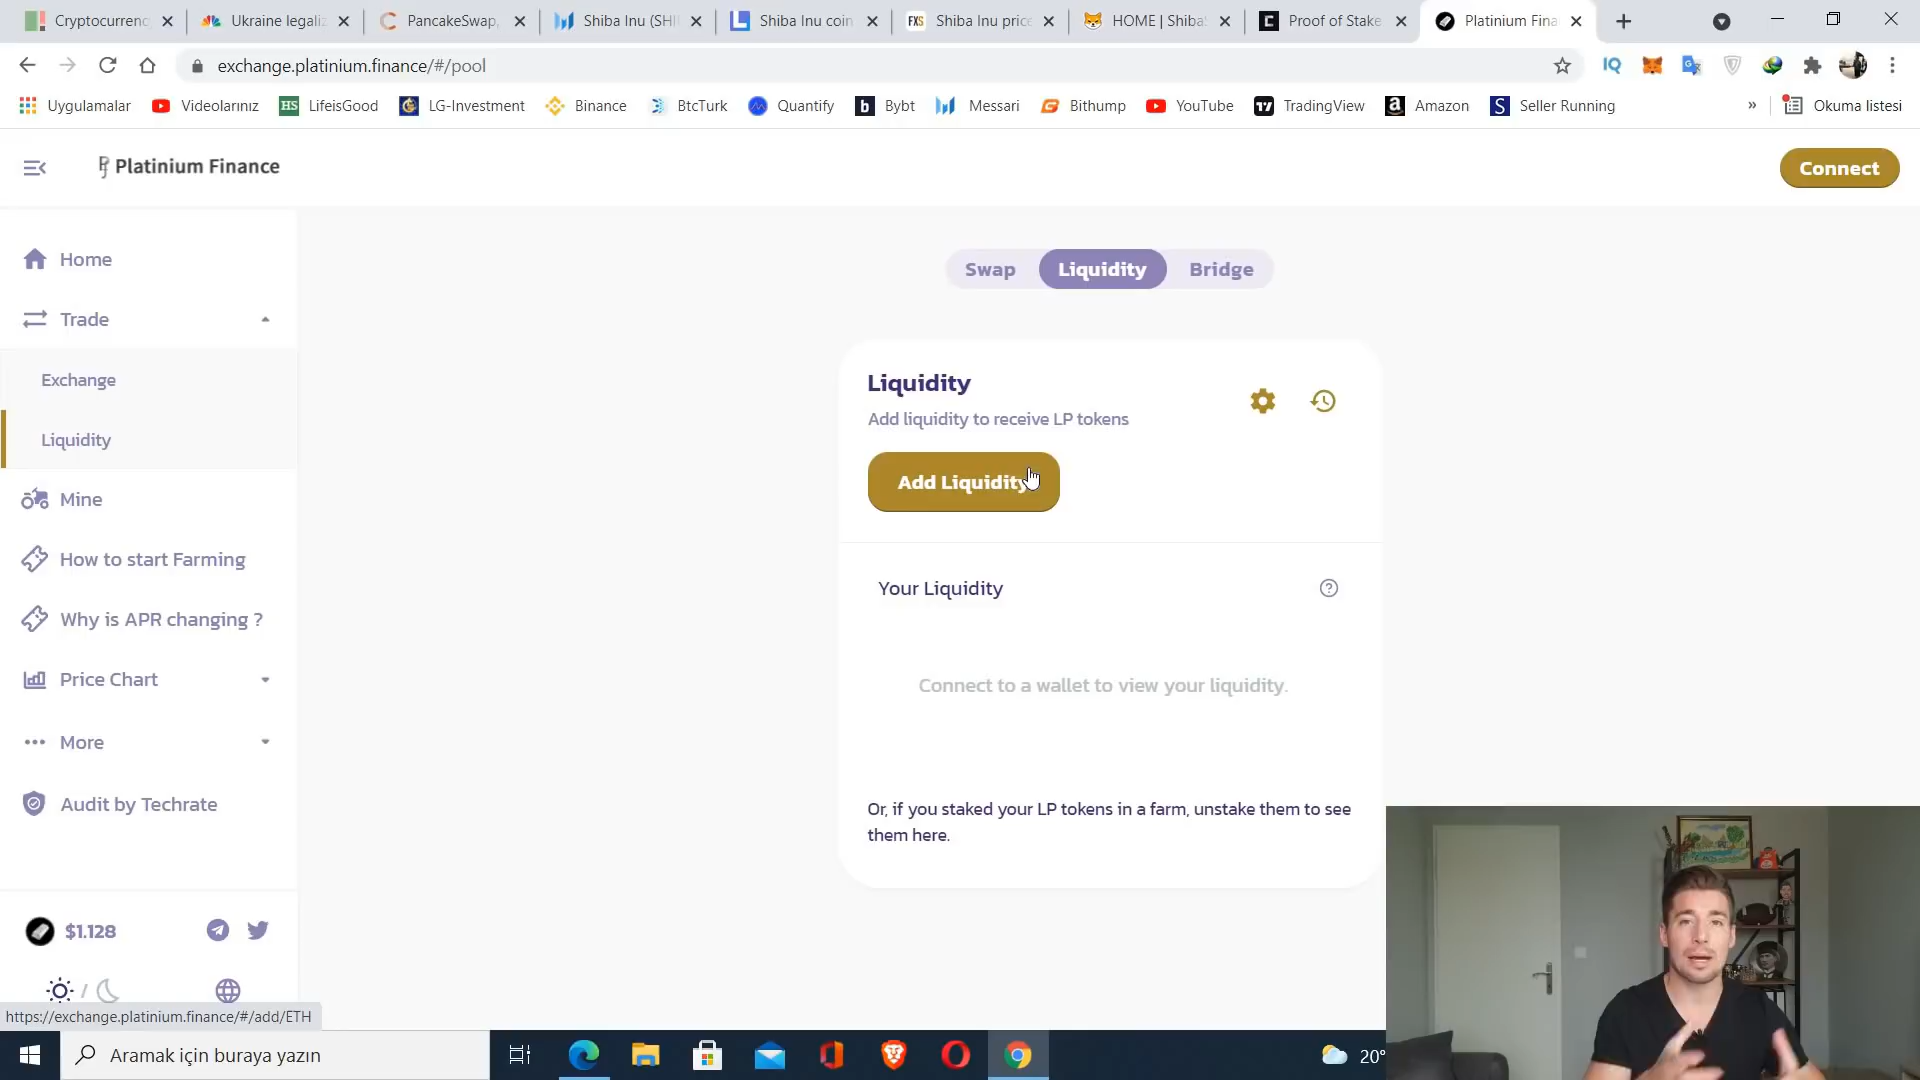 Cryptocurrenc
Ukraine legaliz
PancakeSwap,
Shiba Inu (SHI
Shiba Inu coin
FXS
Shiba Inu price
HOME | ShibaS
Proof of Stake
Platinium Fina
exchange.platinium.finance/#/pool
IQ
Uygulamalar
Videolarınız
HS
LifeisGood
LG-Investment
Binance
BtcTurk
Quantify
b
Bybt
Messari
Bithump
YouTube
TradingView
a
Amazon
S
Seller Running
»
Okuma listesi
Platinium Finance
Connect
Home
Trade
Exchange
Liquidity
Mine
How to start Farming
Why is APR changing ?
Price Chart
More
Audit by Techrate
$1.128
/
Swap
Liquidity
Bridge
Liquidity
Add liquidity to receive LP tokens
Add Liquidity
Your Liquidity
Connect to a wallet to view your liquidity.
Or, if you staked your LP tokens in a farm, unstake them to see
them here.
https://exchange.platinium.finance/#/add/ETH
Aramak için buraya yazın
20°